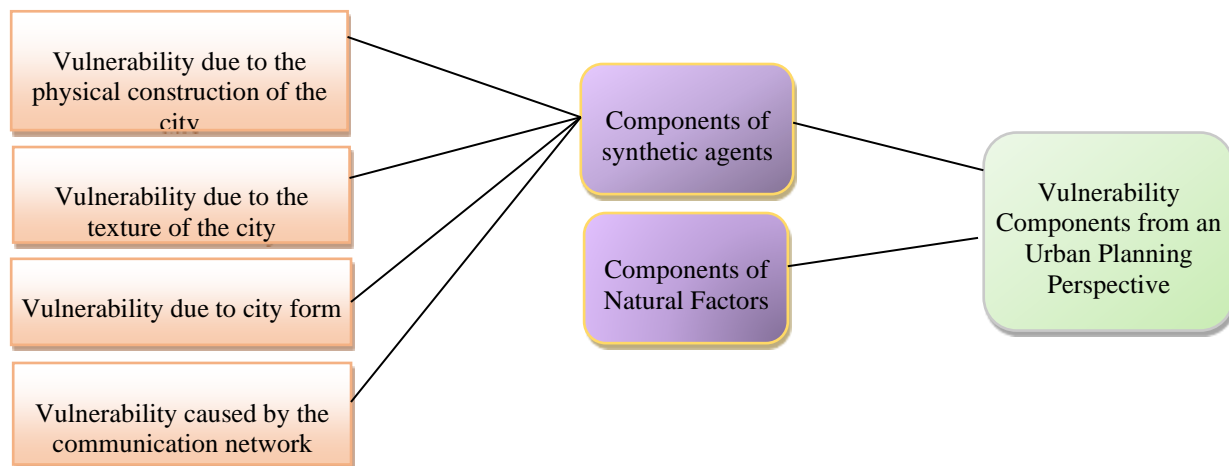 Vulnerability due to the
physical construction of the
city
Vulnerability due to the
texture of the city
Vulnerability due to city form
Vulnerability caused by the
communication network
Components of
synthetic agents
Components of
Natural Factors
Vulnerability
Components from an
Urban Planning
Perspective